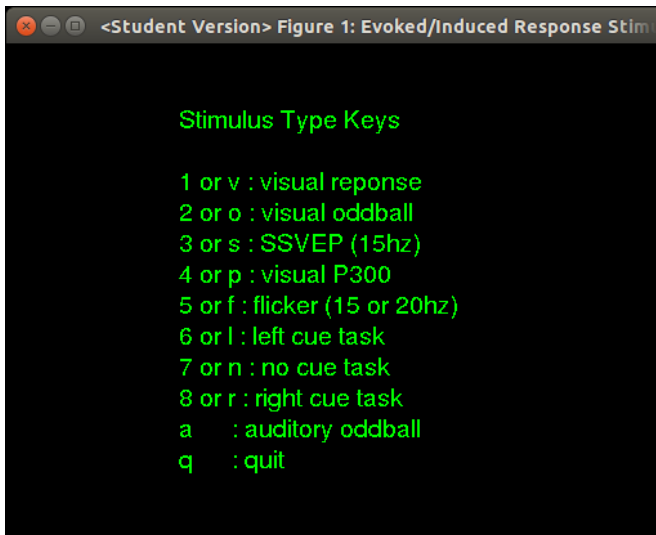 <Student Version> Figure 1: Evoked/Induced Response Stim
Stimulus Type Keys
1 or v : visual reponse
2 or o : visual oddball
3 or s : SSVEP (15hz)
4 or p : visual P300
5 or f : flicker (15 or 20hz)
6 or l : left cue task
7 or n : no cue task
8 or r : right cue task
a : auditory oddball
q : quit